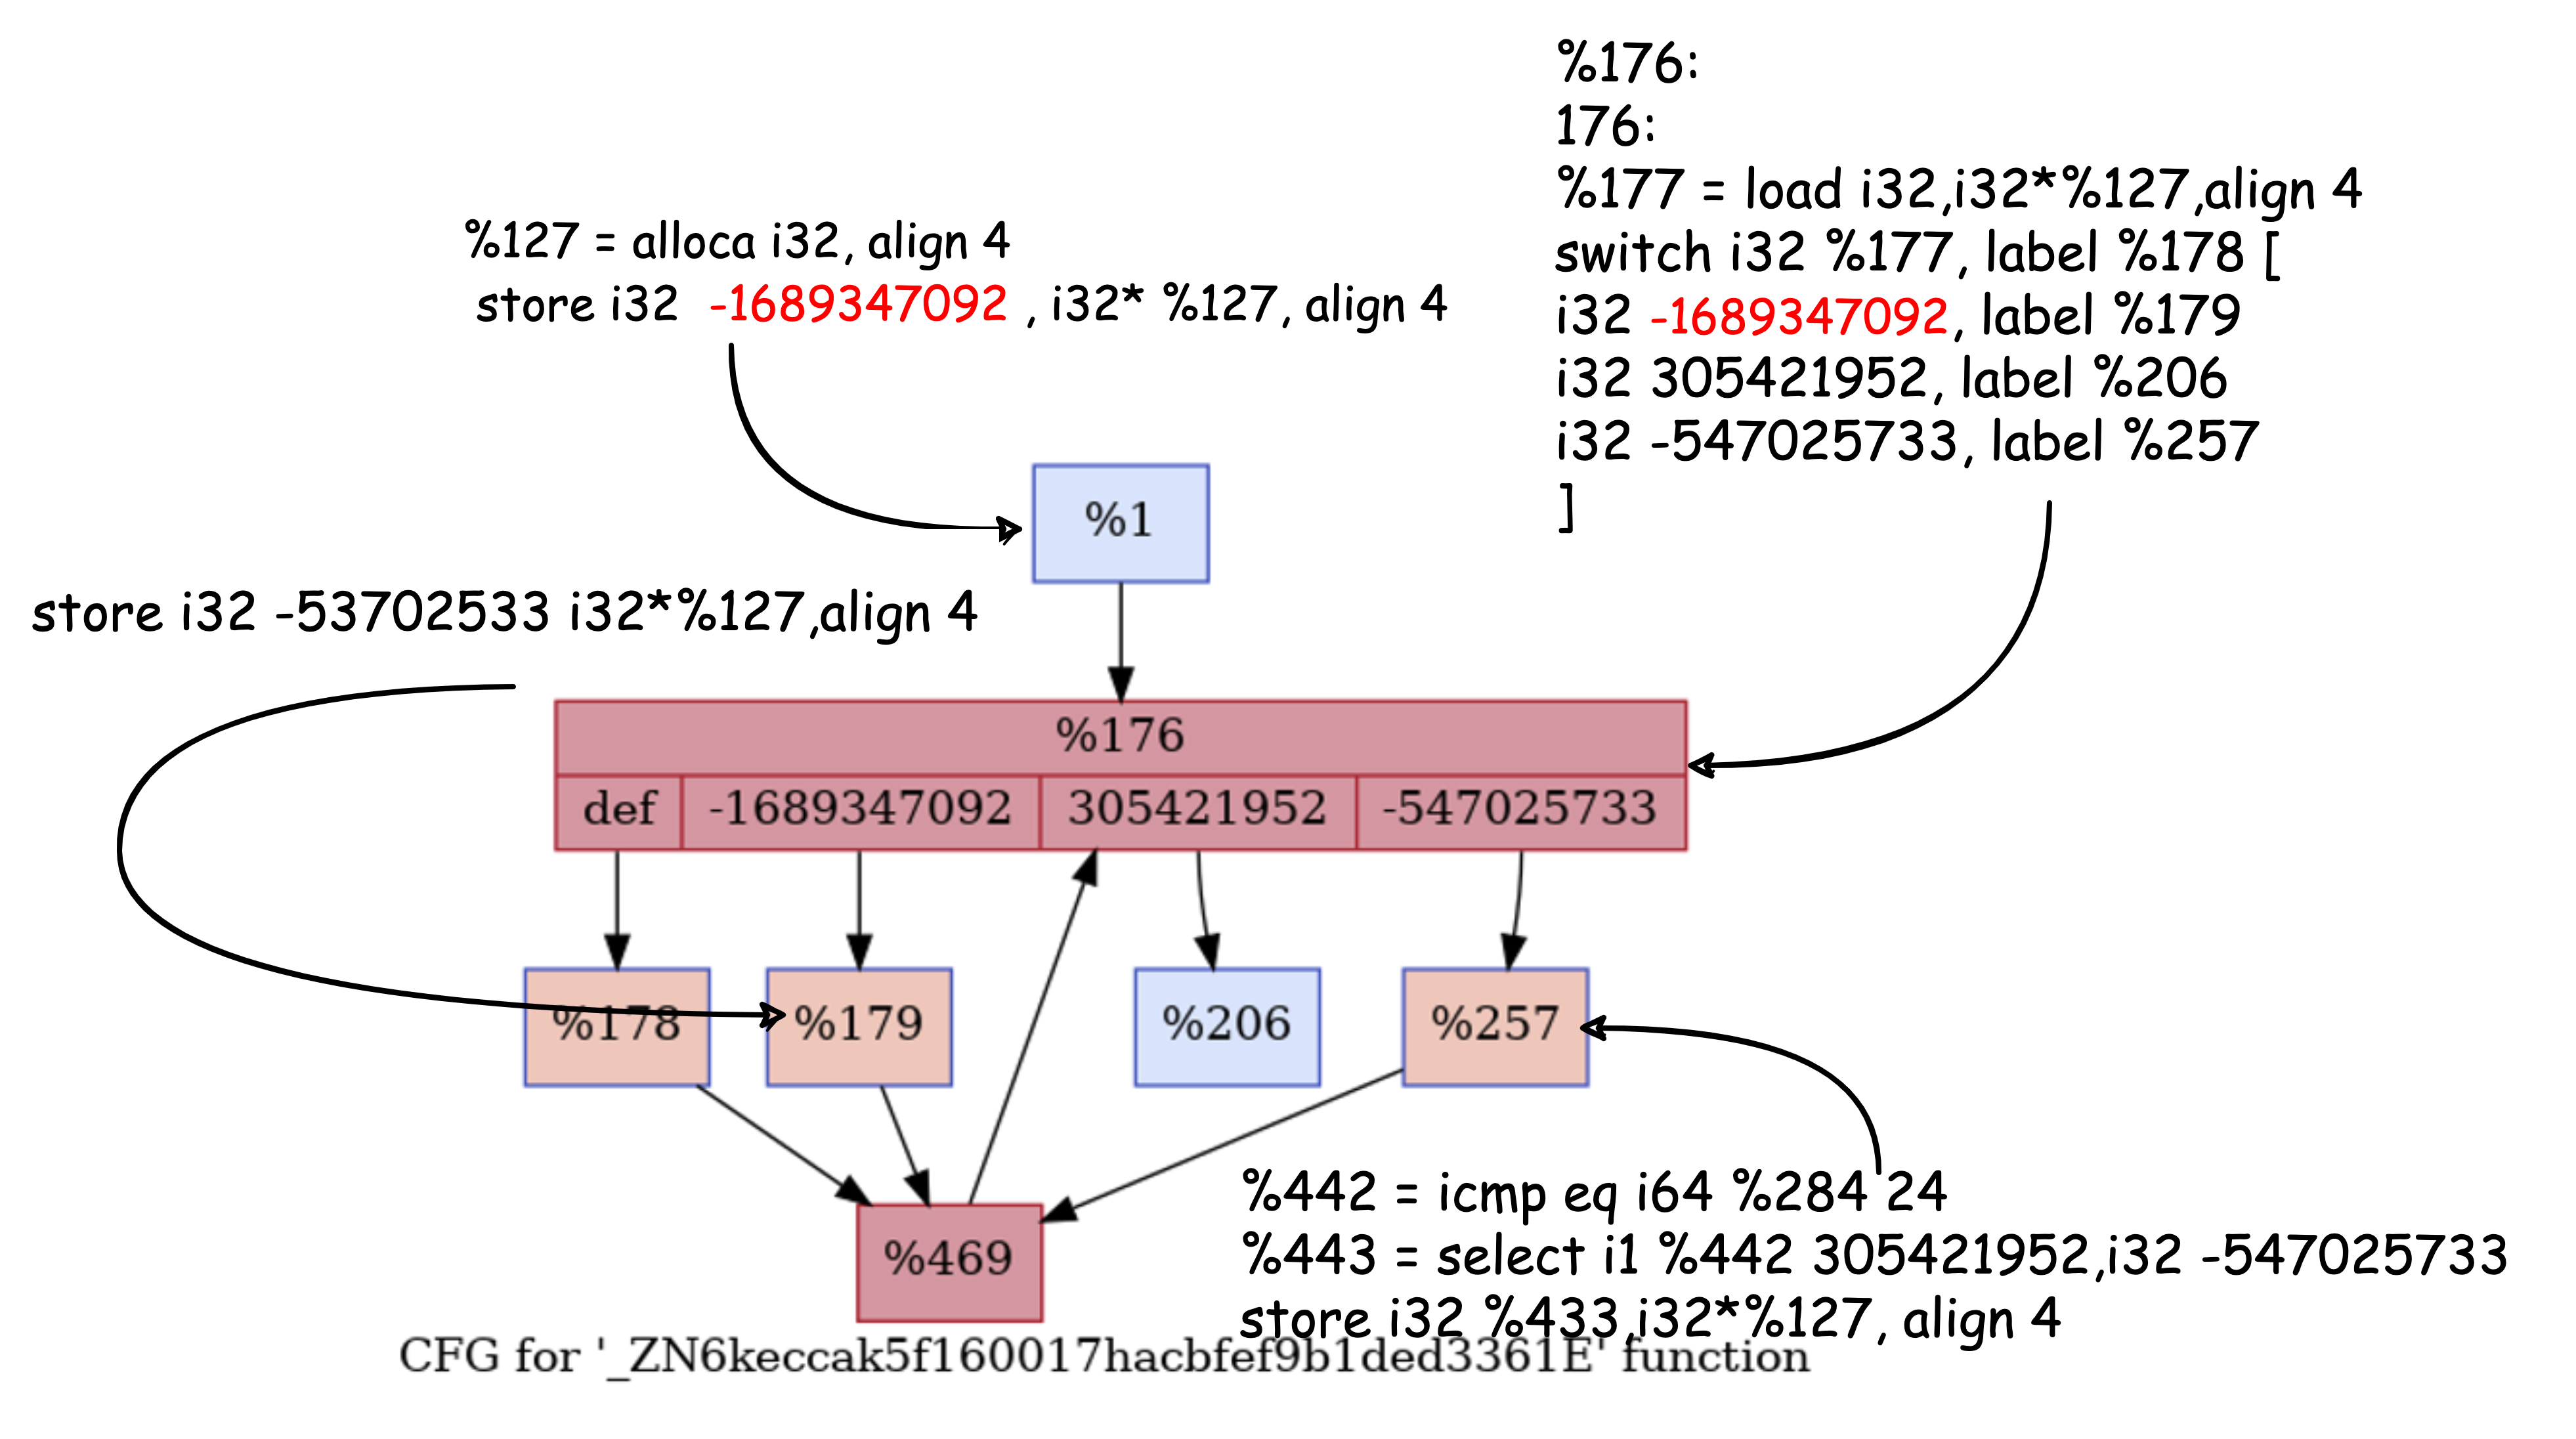 %176:
176:
%177 = load i32,i32*%127,align 4
switch i32 %177, label %178 [
i32 -1689347092, label %179
i32 305421952, label %206
i32 -547025733, label %257
]
%127 = alloca i32, align 4
store i32 -1689347092 , i32* %127, align 4
%1
store i32 -53702533 i32*%127,align 4
%176
def -1689347092 305421952 -547025733
%178 %179 %206 %257
%469
%442 = icmp eq i64 %284 24
%443 = select i1 %442 305421952,i32 -547025733
store i32 %433,i32*%127, align 4
CFG for '_ZN6keccak5f160017hacbfef9b1ded3361E' function